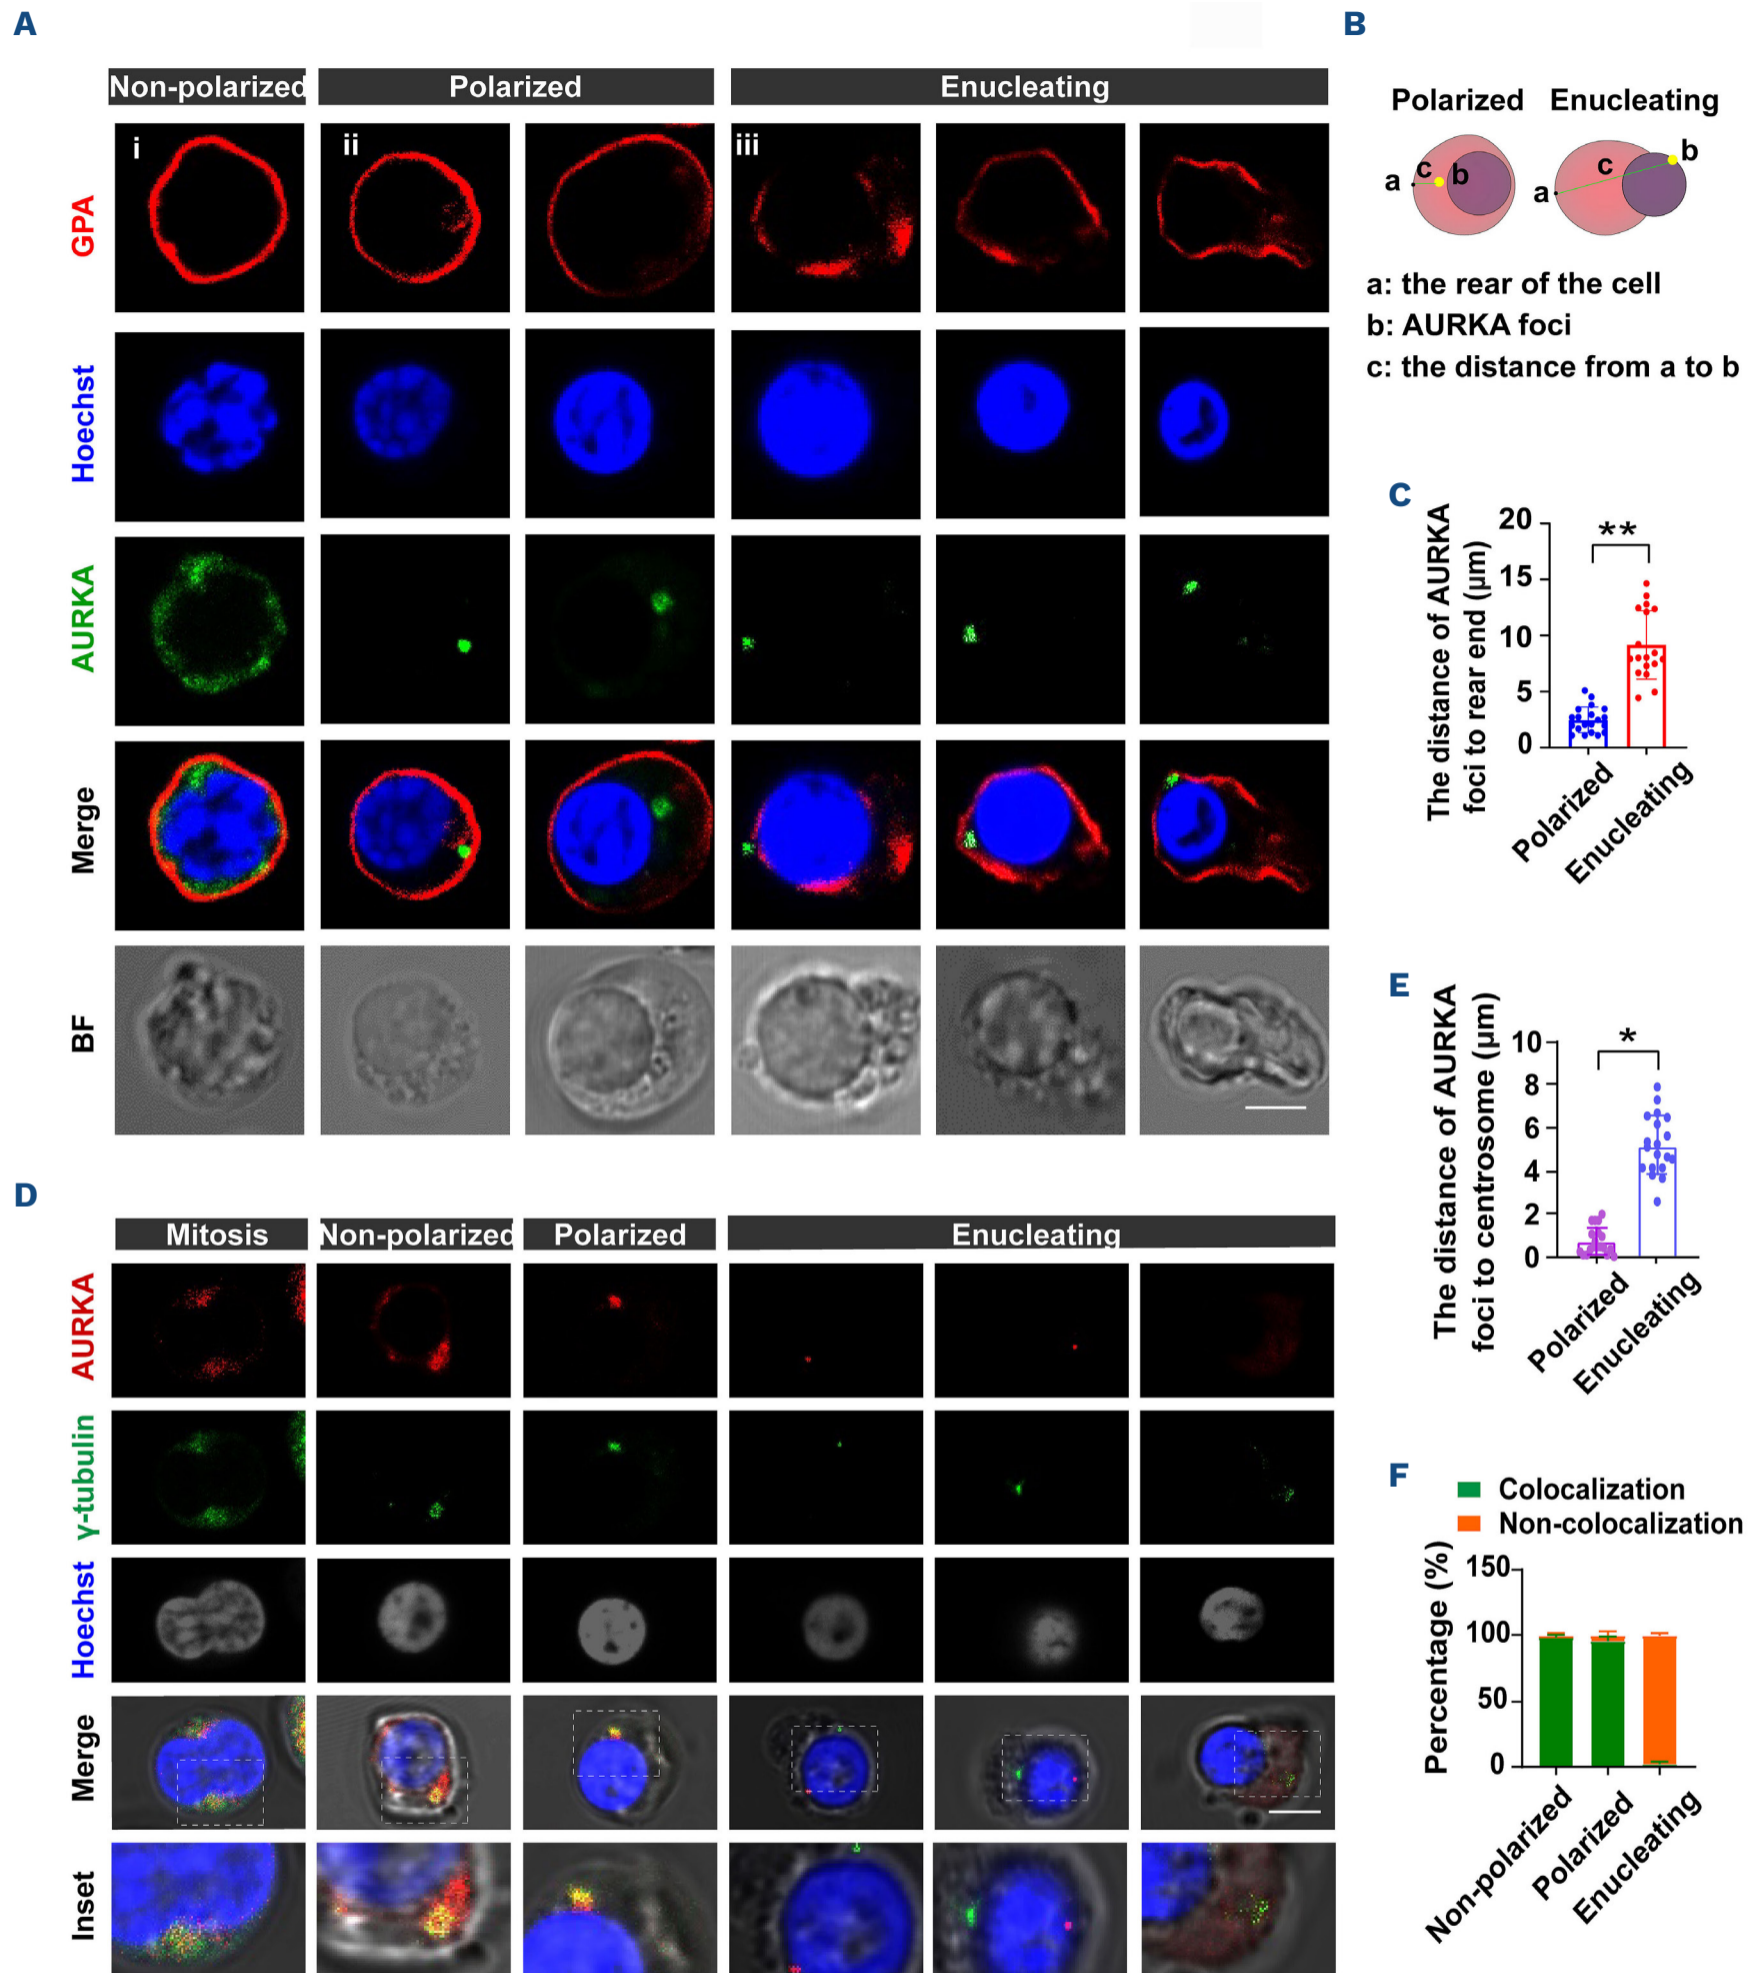 A
Non-polarized
Polarized
Enucleating
i
ii
iii
GPA
Hoechst
AURKA
Merge
BF
B
Polarized
Enucleating
a
c
b
a
c
b
a: the rear of the cell
b: AURKA foci
c: the distance from a to b
C
The distance of AURKA
foci to rear end (μm)
20
15
10
5
0
**
Polarized
Enucleating
D
Mitosis
Non-polarized
Polarized
Enucleating
AURKA
γ-tubulin
Hoechst
Merge
Inset
E
The distance of AURKA
foci to centrosome (μm)
10
8
6
4
2
0
*
Polarized
Enucleating
F
Colocalization
Non-colocalization
Percentage (%)
150
100
50
0
Non-polarized
Polarized
Enucleating